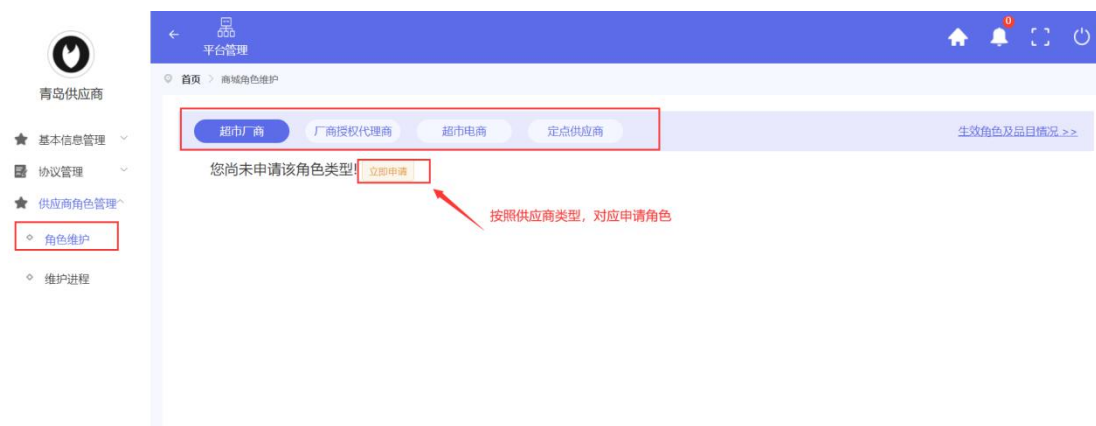 青岛供应商
基本信息管理
协议管理
供应商角色管理
角色维护
维护进程
平台管理
0
首页 > 商城角色维护
超市厂商 厂商授权代理商 超市电商 定点供应商 生效角色及品目情况 >>
您尚未申请该角色类型! 立即申请
按照供应商类型，对应申请角色